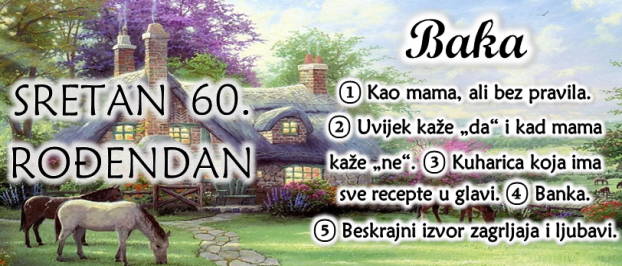 SRETAN 60.
ROĐENDAN
Baka
① Kao mama, ali bez pravila.
② Uvijek kaže „da“ i kad mama
kaže „ne“. ③ Kuharica koja ima
sve recepte u glavi. ④ Banka.
⑤ Beskrajni izvor zagrljaja i ljubavi.